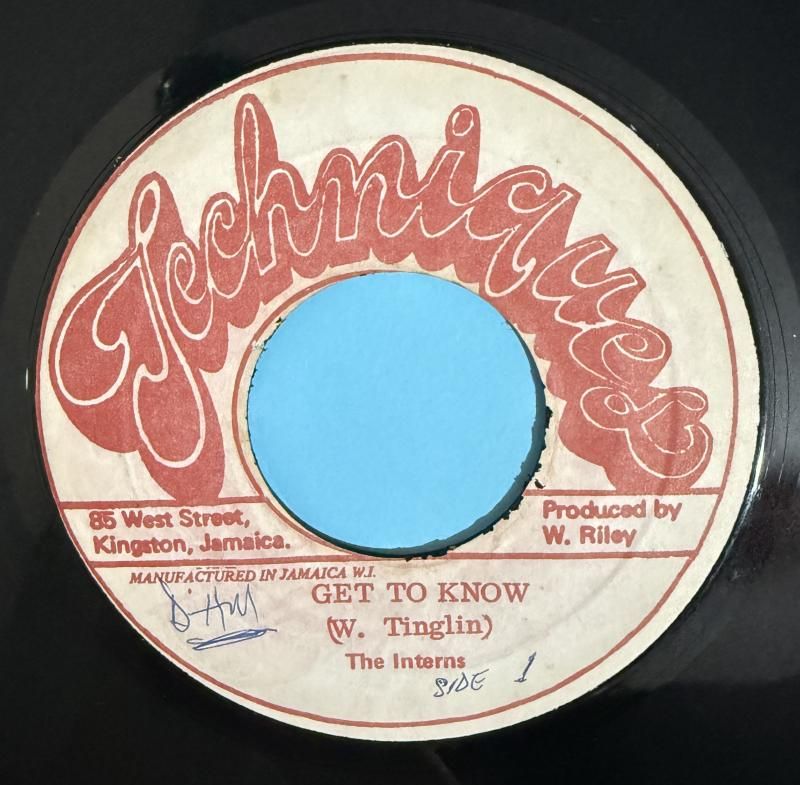 Techniques
85 West Street,
Kingston, Jamaica.
Produced by
W. Riley
MANUFACTURED IN JAMAICA W.I.
GET TO KNOW
(W. Tinglin)
The Interns
SIDE 1